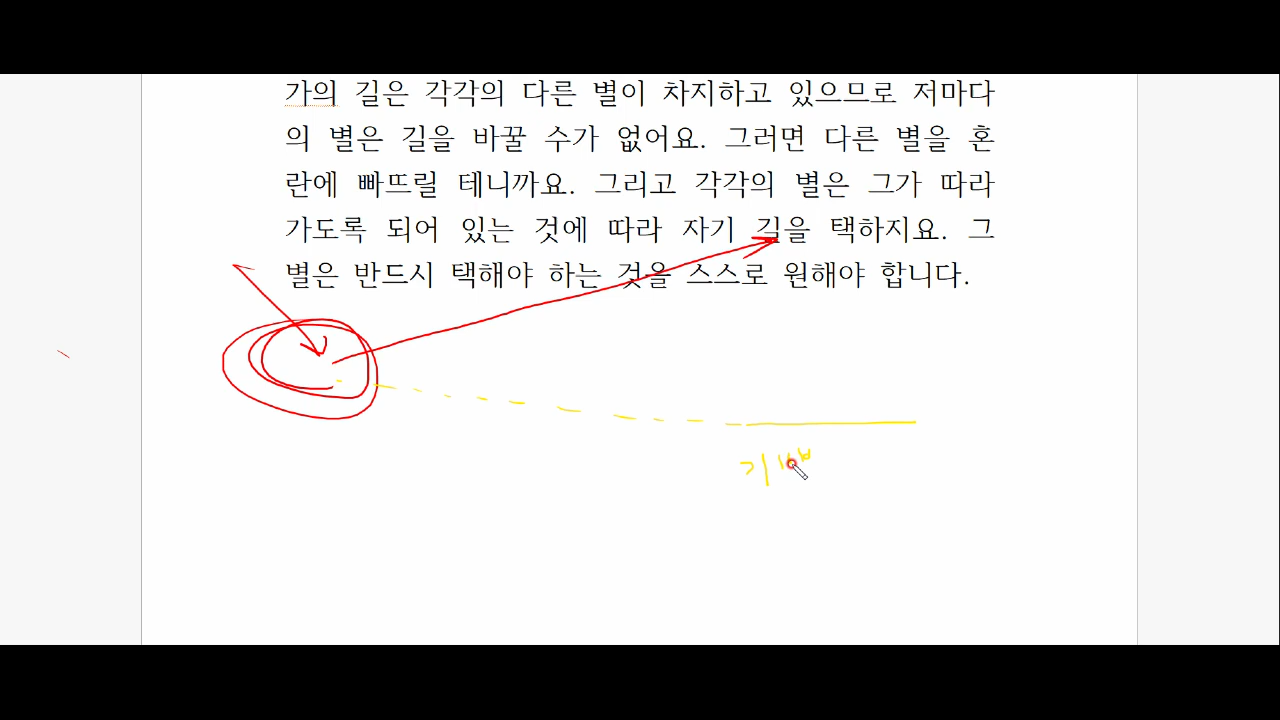 가의 길은 각각의 다른 별이 차지하고 있으므로 저마다
의 별은 길을 바꿀 수가 없어요. 그러면 다른 별을 혼
란에 빠뜨릴 테니까요. 그리고 각각의 별은 그가 따라
가도록 되어 있는 것에 따라 자기 길을 택하지요. 그
별은 반드시 택해야 하는 것을 스스로 원해야 합니다.